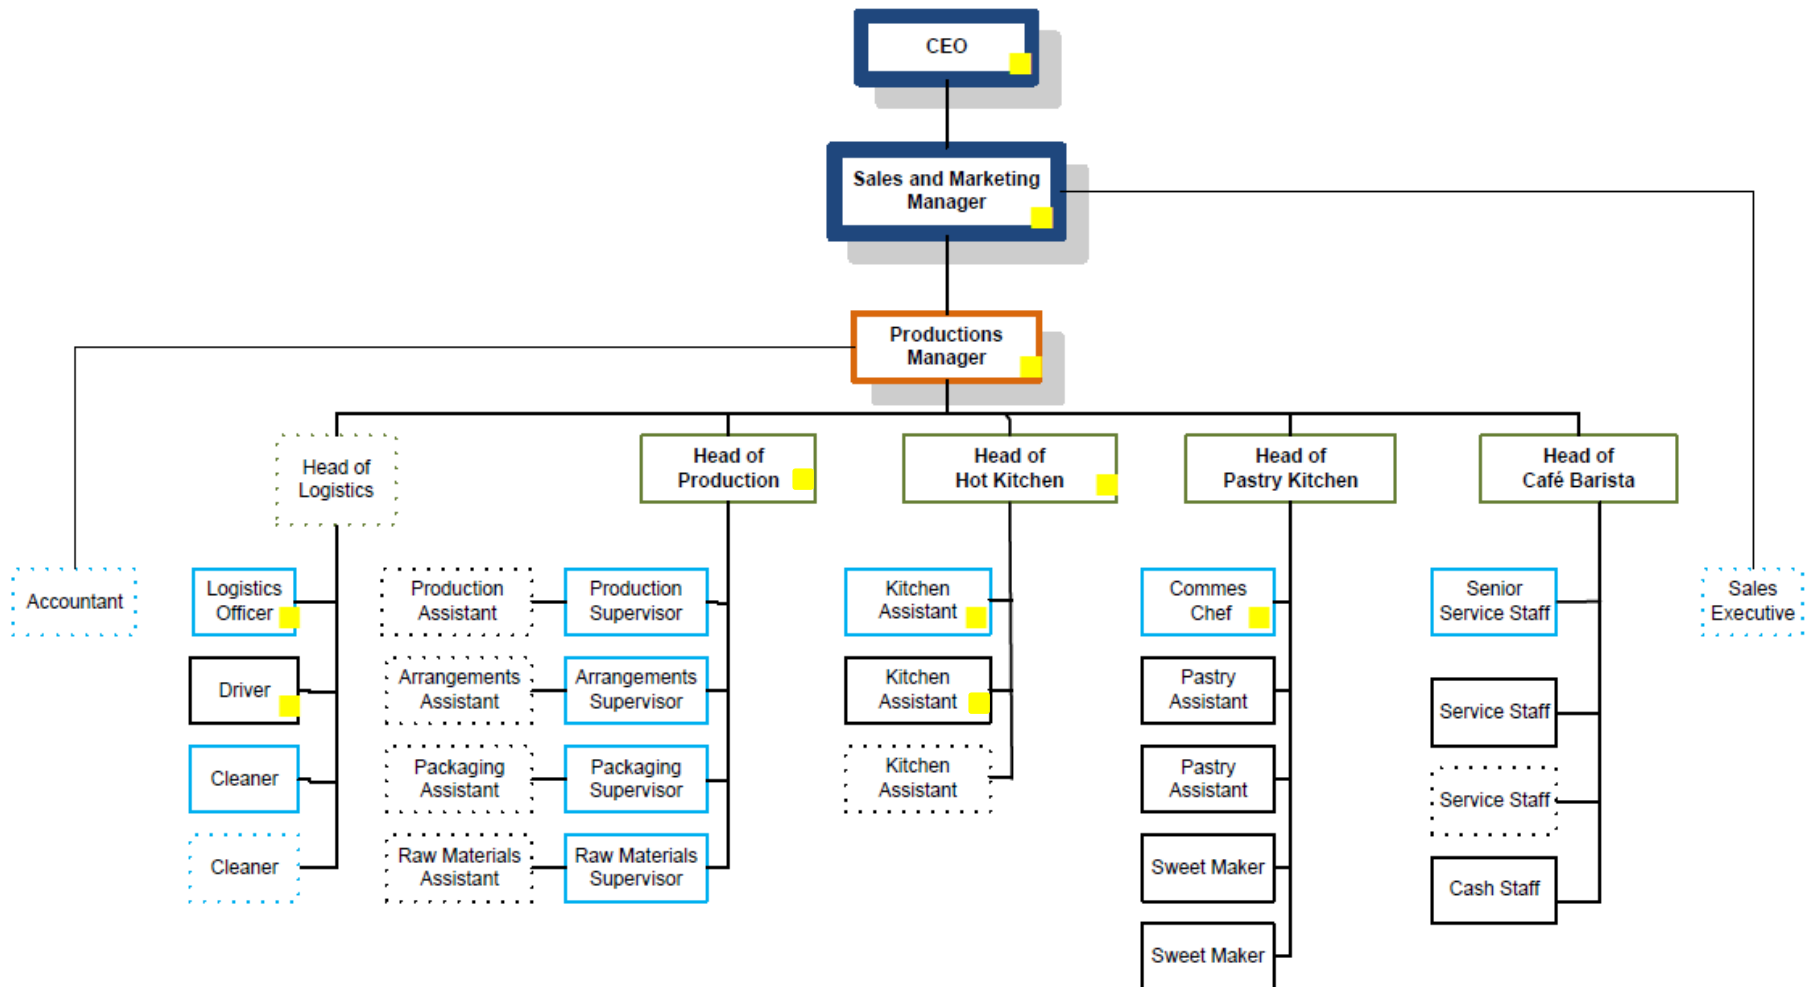 CEO
Sales and Marketing
Manager
Productions
Manager
Head of
Logistics
Head of
Production
Head of
Hot Kitchen
Head of
Pastry Kitchen
Head of
Café Barista
Accountant
Logistics
Officer
Production
Assistant
Production
Supervisor
Kitchen
Assistant
Commes
Chef
Senior
Service Staff
Sales
Executive
Driver
Arrangements
Assistant
Arrangements
Supervisor
Kitchen
Assistant
Pastry
Assistant
Service Staff
Cleaner
Packaging
Assistant
Packaging
Supervisor
Kitchen
Assistant
Pastry
Assistant
Service Staff
Cleaner
Raw Materials
Assistant
Raw Materials
Supervisor
Sweet Maker
Cash Staff
Sweet Maker